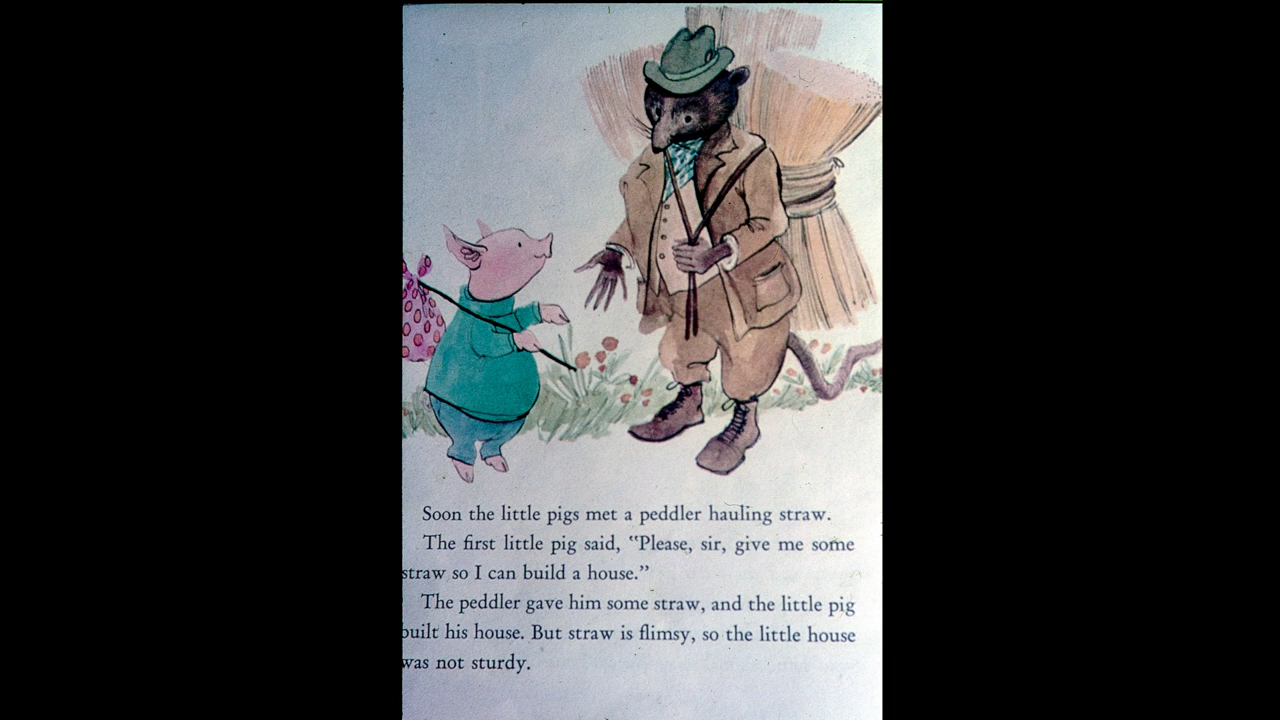 Soon the little pigs met a peddler hauling straw.
The first little pig said, "Please, sir, give me some
straw so I can build a house."
The peddler gave him some straw, and the little pig
built his house. But straw is flimsy, so the little house
was not sturdy.